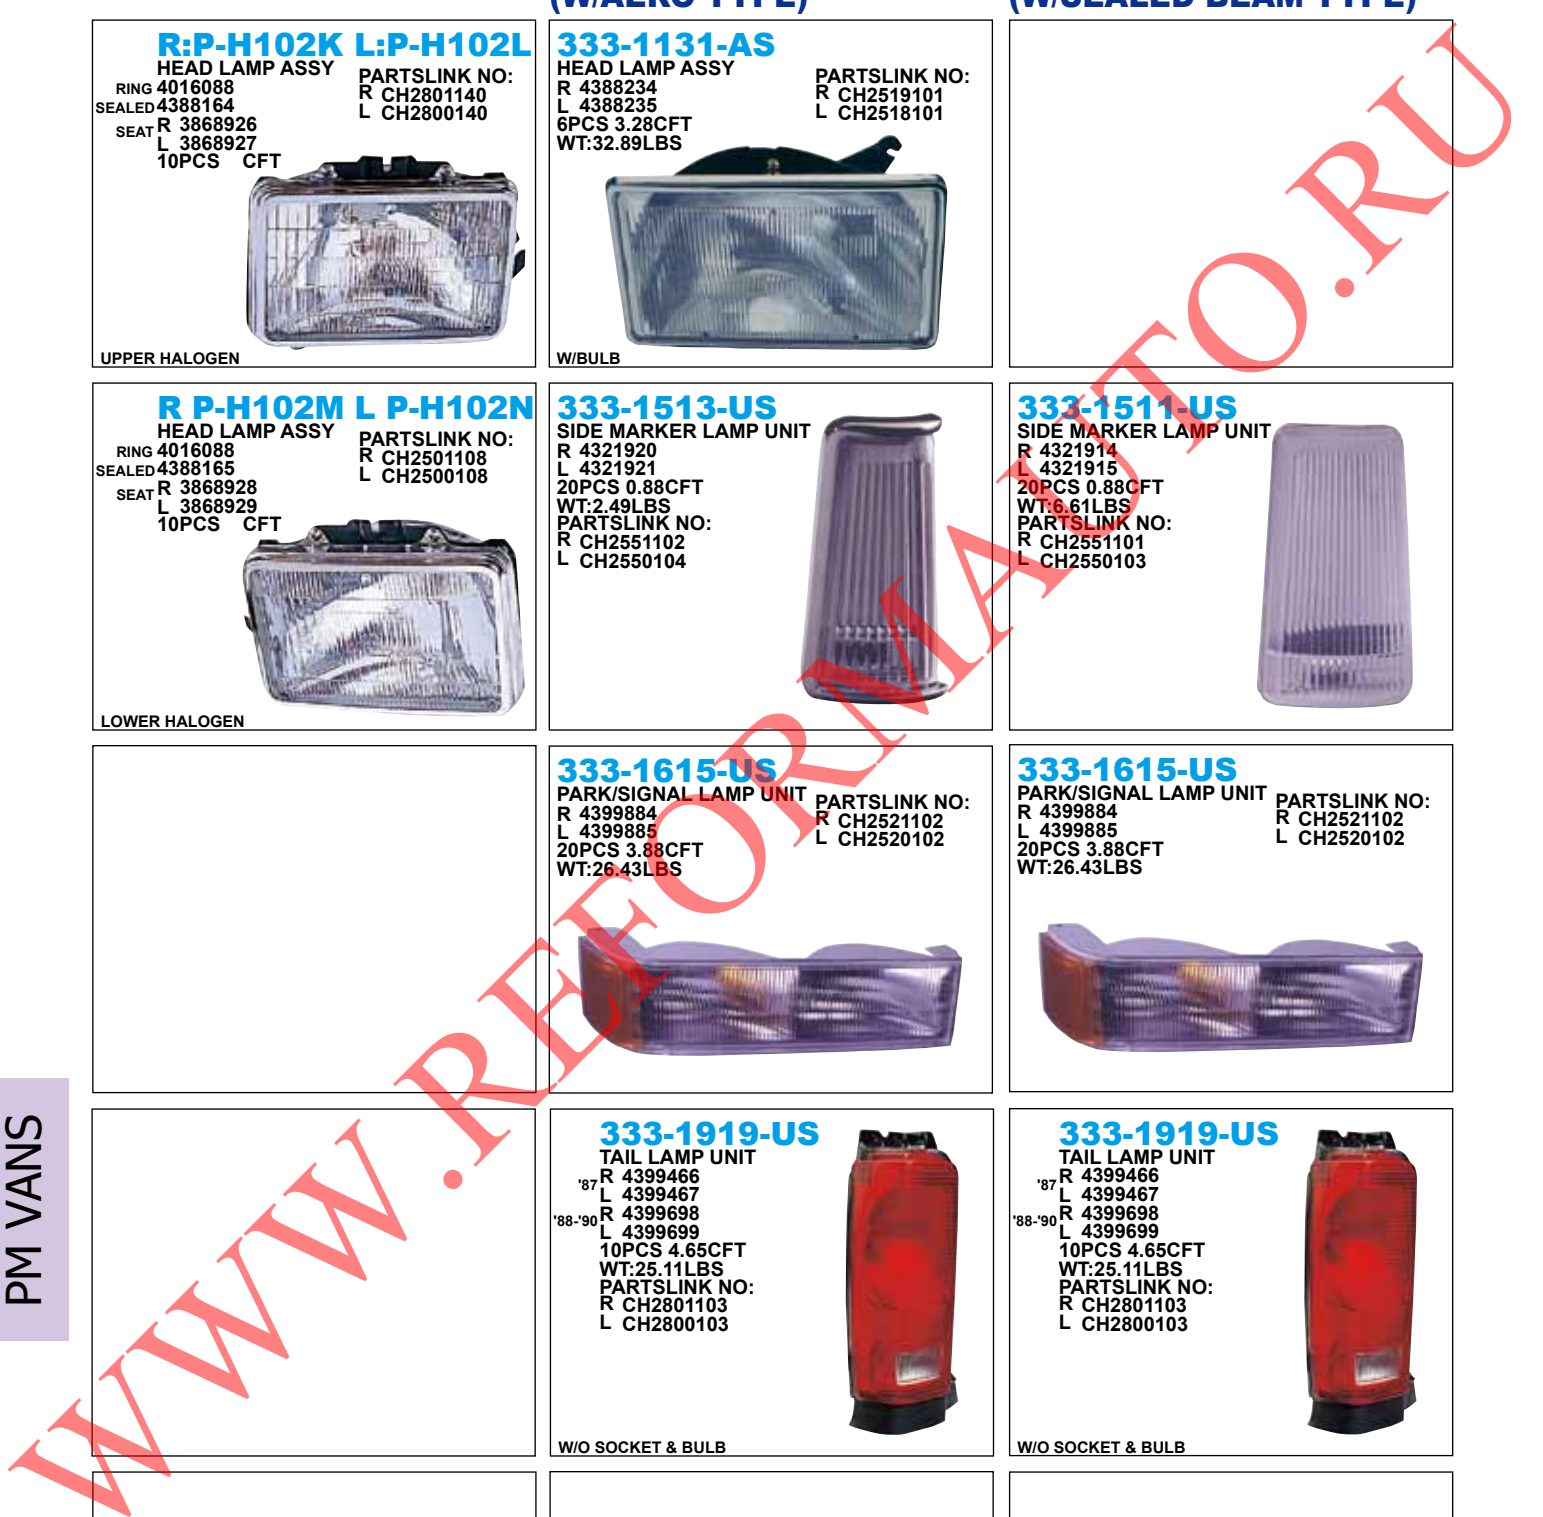 (W/AERO TYPE)
(W/SEALED BEAM TYPE)
R:P-H102K L:P-H102L
HEAD LAMP ASSY
RING 4016088
SEALED 4388164
SEAT R 3868926
L 3868927
10PCS CFT
PARTSLINK NO:
R CH2801140
L CH2800140
UPPER HALOGEN
333-1131-AS
HEAD LAMP ASSY
R 4388234
L 4388235
6PCS 3.28CFT
WT:32.89LBS
PARTSLINK NO:
R CH2519101
L CH2518101
W/BULB
R P-H102M L P-H102N
HEAD LAMP ASSY
RING 4016088
SEALED 4388165
SEAT R 3868928
L 3868929
10PCS CFT
PARTSLINK NO:
R CH2501108
L CH2500108
LOWER HALOGEN
333-1513-US
SIDE MARKER LAMP UNIT
R 4321920
L 4321921
20PCS 0.88CFT
WT:2.49LBS
PARTSLINK NO:
R CH2551102
L CH2550104
333-1511-US
SIDE MARKER LAMP UNIT
R 4321914
L 4321915
20PCS 0.88CFT
WT:6.61LBS
PARTSLINK NO:
R CH2551101
L CH2550103
333-1615-US
PARK/SIGNAL LAMP UNIT
R 4399884
L 4399885
20PCS 3.88CFT
WT:26.43LBS
PARTSLINK NO:
R CH2521102
L CH2520102
333-1615-US
PARK/SIGNAL LAMP UNIT
R 4399884
L 4399885
20PCS 3.88CFT
WT:26.43LBS
PARTSLINK NO:
R CH2521102
L CH2520102
333-1919-US
TAIL LAMP UNIT
'87 R 4399466
L 4399467
'88-'90 R 4399698
L 4399699
10PCS 4.65CFT
WT:25.11LBS
PARTSLINK NO:
R CH2801103
L CH2800103
W/O SOCKET & BULB
333-1919-US
TAIL LAMP UNIT
'87 R 4399466
L 4399467
'88-'90 R 4399698
L 4399699
10PCS 4.65CFT
WT:25.11LBS
PARTSLINK NO:
R CH2801103
L CH2800103
W/O SOCKET & BULB
PM VANS
WWW.REFORMAUTO.RU